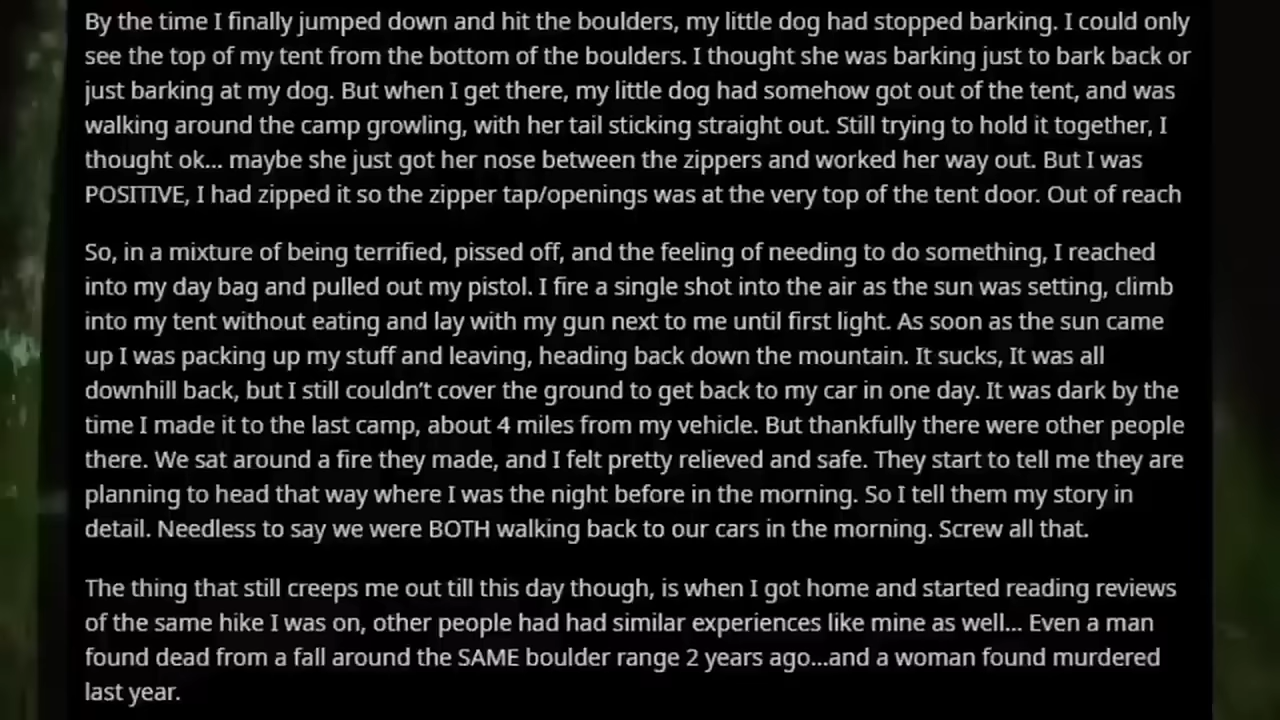 By the time I finally jumped down and hit the boulders, my little dog had stopped barking. I could only
see the top of my tent from the bottom of the boulders. I thought she was barking just to bark back or
just barking at my dog. But when I get there, my little dog had somehow got out of the tent, and was
walking around the camp growling, with her tail sticking straight out. Still trying to hold it together, I
thought ok... maybe she just got her nose between the zippers and worked her way out. But I was
POSITIVE, I had zipped it so the zipper tap/openings was at the very top of the tent door. Out of reach
So, in a mixture of being terrified, pissed off, and the feeling of needing to do something, I reached
into my day bag and pulled out my pistol. I fire a single shot into the air as the sun was setting, climb
into my tent without eating and lay with my gun next to me until first light. As soon as the sun came
up I was packing up my stuff and leaving, heading back down the mountain. It sucks, It was all
downhill back, but I still couldn’t cover the ground to get back to my car in one day. It was dark by the
time I made it to the last camp, about 4 miles from my vehicle. But thankfully there were other people
there. We sat around a fire they made, and I felt pretty relieved and safe. They start to tell me they are
planning to head that way where I was the night before in the morning. So I tell them my story in
detail. Needless to say we were BOTH walking back to our cars in the morning. Screw all that.
The thing that still creeps me out till this day though, is when I got home and started reading reviews
of the same hike I was on, other people had had similar experiences like mine as well... Even a man
found dead from a fall around the SAME boulder range 2 years ago...and a woman found murdered
last year.